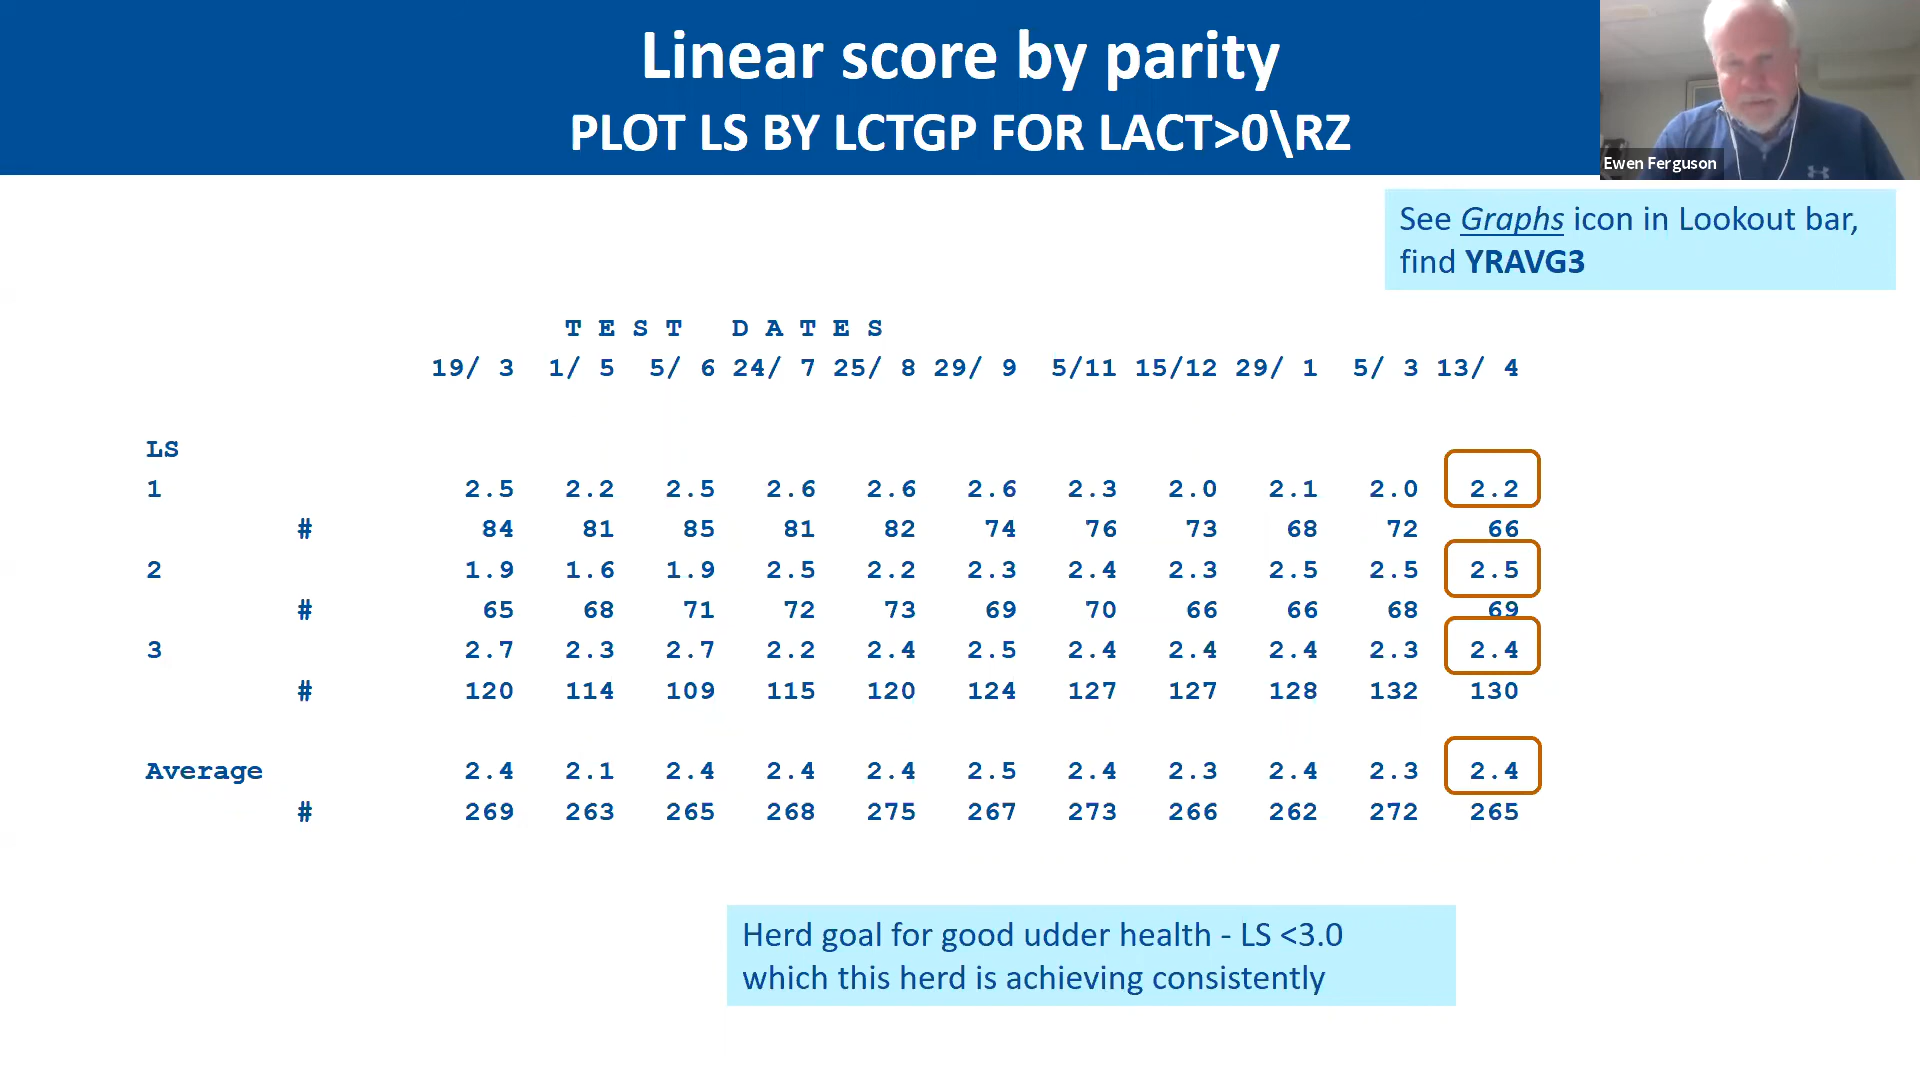 Linear score by parity
PLOT LS BY LCTGP FOR LACT>0\RZ
Ewen Ferguson
See Graphs icon in Lookout bar,
find YRAVG3
T E S T   D A T E S
19/ 3  1/ 5  5/ 6 24/ 7 25/ 8 29/ 9  5/11 15/12 29/ 1  5/ 3 13/ 4
LS
1 2.5 2.2 2.5 2.6 2.6 2.6 2.3 2.0 2.1 2.0 2.2
# 84 81 85 81 82 74 76 73 68 72 66
2 1.9 1.6 1.9 2.5 2.2 2.3 2.4 2.3 2.5 2.5 2.5
# 65 68 71 72 73 69 70 66 66 68 69
3 2.7 2.3 2.7 2.2 2.4 2.5 2.4 2.4 2.4 2.3 2.4
# 120 114 109 115 120 124 127 127 128 132 130
Average 2.4 2.1 2.4 2.4 2.4 2.5 2.4 2.3 2.4 2.3 2.4
# 269 263 265 268 275 267 273 266 262 272 265
Herd goal for good udder health - LS <3.0
which this herd is achieving consistently